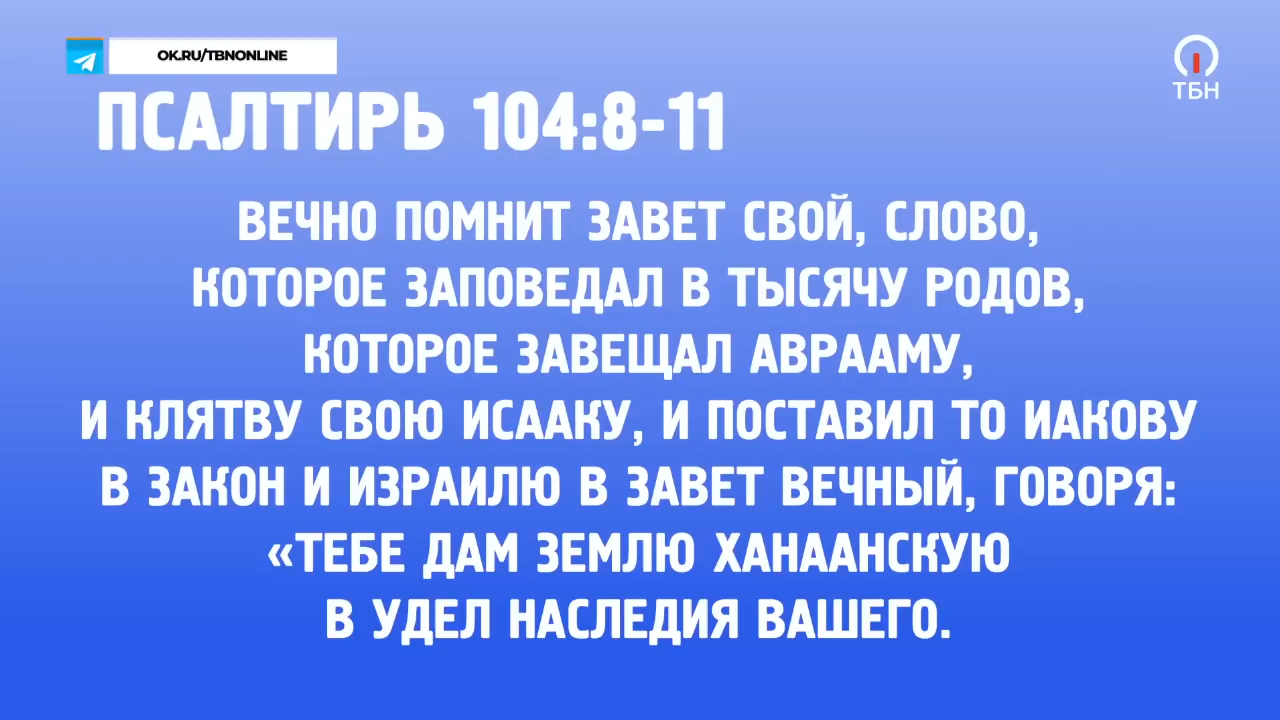 OK.RU/TBNONLINE
ТБН
ПСАЛТИРЬ 104:8-11
ВЕЧНО ПОМНИТ ЗАВЕТ СВОЙ, СЛОВО,
КОТОРОЕ ЗАПОВЕДАЛ В ТЫСЯЧУ РОДОВ,
КОТОРОЕ ЗАВЕЩАЛ АВРААМУ,
И КЛЯТВУ СВОЮ ИСААКУ, И ПОСТАВИЛ ТО ИАКОВУ
В ЗАКОН И ИЗРАИЛЮ В ЗАВЕТ ВЕЧНЫЙ, ГОВОРЯ:
«ТЕБЕ ДАМ ЗЕМЛЮ ХАНААНСКУЮ
В УДЕЛ НАСЛЕДИЯ ВАШЕГО.